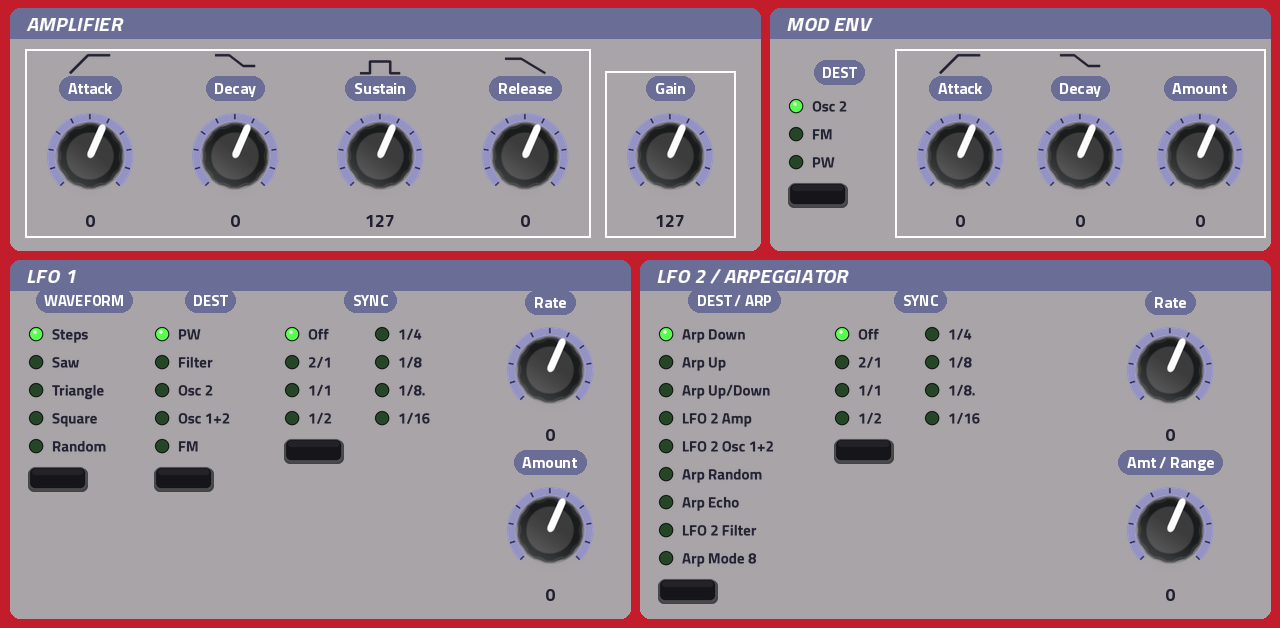 AMPLIFIER
Attack
Decay
Sustain
Release
Gain
0
0
127
0
127
MOD ENV
DEST
Osc 2
FM
PW
Attack
Decay
Amount
0
0
0
LFO 1
WAVEFORM
Steps
Saw
Triangle
Square
Random
DEST
PW
Filter
Osc 2
Osc 1+2
FM
SYNC
Off
2/1
1/1
1/2
1/4
1/8
1/8.
1/16
Rate
0
Amount
0
LFO 2 / ARPEGGIATOR
DEST / ARP
Arp Down
Arp Up
Arp Up/Down
LFO 2 Amp
LFO 2 Osc 1+2
Arp Random
Arp Echo
LFO 2 Filter
Arp Mode 8
SYNC
Off
2/1
1/1
1/2
1/4
1/8
1/8.
1/16
Rate
0
Amt / Range
0